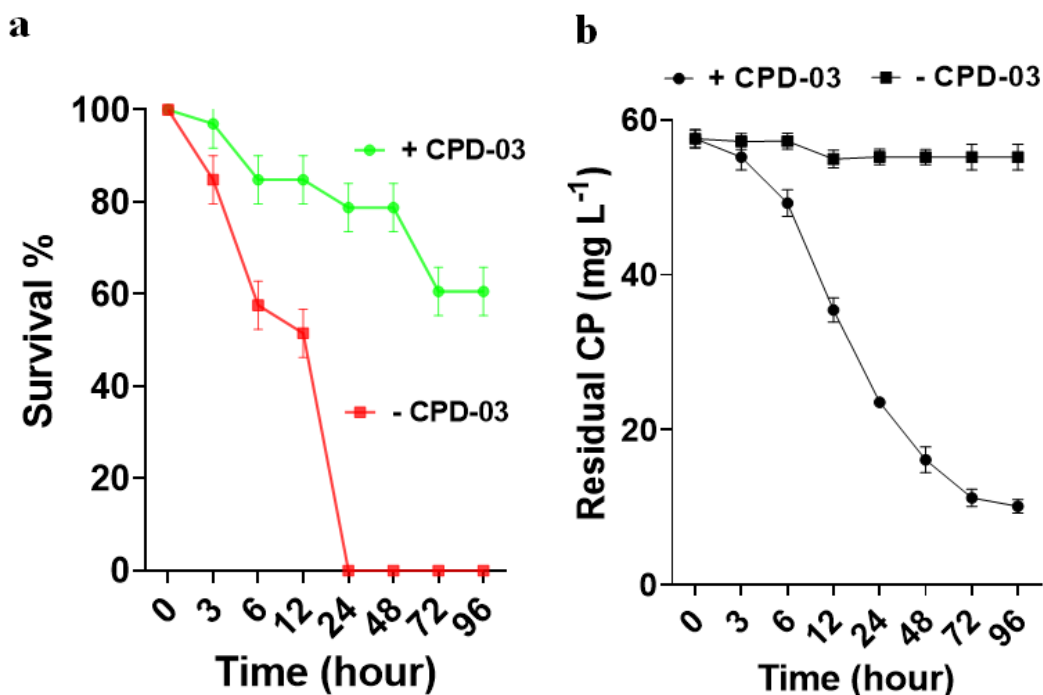 a
Survival %
100
80
60
40
20
0
+ CPD-03
- CPD-03
0 3 6 12 24 48 72 96
Time (hour)
b
+ CPD-03 - CPD-03
Residual CP (mg L⁻¹)
60
40
20
0
0 3 6 12 24 48 72 96
Time (hour)